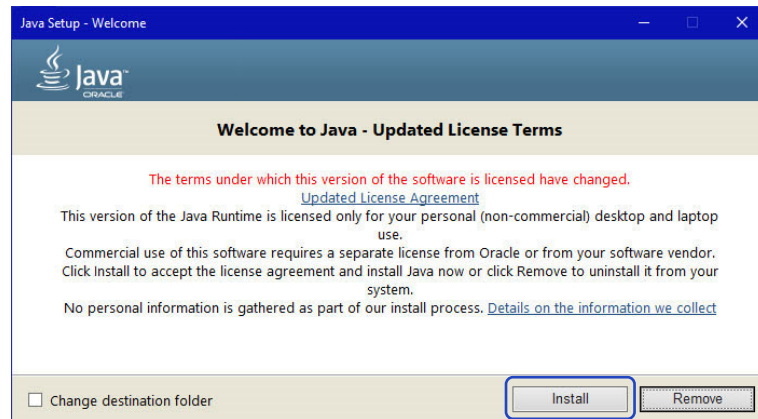 Java Setup - Welcome
Java™
ORACLE
Welcome to Java - Updated License Terms
The terms under which this version of the software is licensed have changed.
Updated License Agreement
This version of the Java Runtime is licensed only for your personal (non-commercial) desktop and laptop
use.
Commercial use of this software requires a separate license from Oracle or from your software vendor.
Click Install to accept the license agreement and install Java now or click Remove to uninstall it from your
system.
No personal information is gathered as part of our install process. Details on the information we collect
Change destination folder
Install
Remove